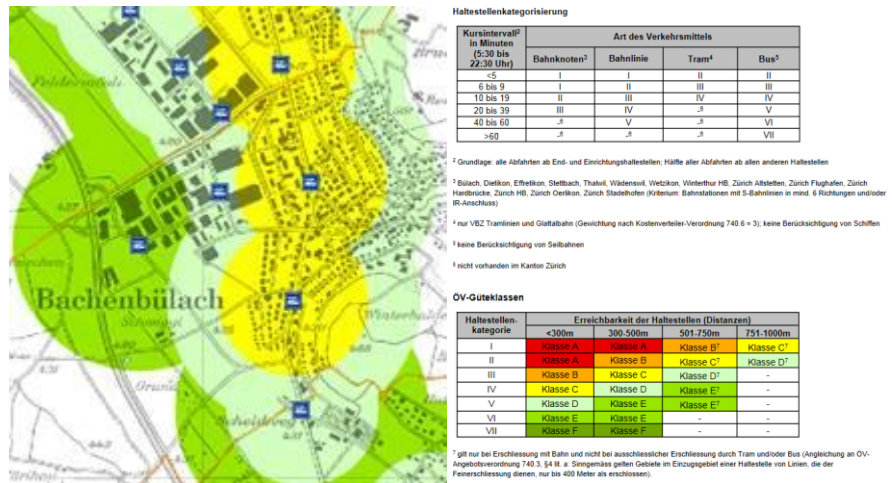 Bachenbülach
Haltestellenkategorisierung
Kursintervall² in Minuten (5:30 bis 22:30 Uhr) Art des Verkehrsmittels
Bahnknoten³ Bahnlinie Tram⁴ Bus⁵
<5 I I II II
6 bis 9 I II III III
10 bis 19 II III IV IV
20 bis 39 III IV -⁶ V
40 bis 60 -⁶ V -⁶ VI
>60 -⁶ -⁶ -⁶ VII
² Grundlage: alle Abfahrten ab End- und Einrichtungshaltestellen; Hälfte aller Abfahrten ab allen anderen Haltestellen
³ Bülach, Dietikon, Effretikon, Stettbach, Thalwil, Wädenswil, Wetzikon, Winterthur HB, Zürich Altstetten, Zürich Flughafen, Zürich
Hardbrücke, Zürich Oerlikon, Zürich Stadelhofen (Kriterium: Bahnstationen mit S-Bahnlinien in mind. 6 Richtungen und/oder
IR-Anschluss)
⁴ nur VBZ Tramlinien und Glattalbahn (Gewichtung nach Kostenverteiler-Verordnung 740.6 = 3); keine Berücksichtigung von Schiffen
⁵ keine Berücksichtigung von Seilbahnen
⁶ nicht vorhanden im Kanton Zürich
ÖV-Güteklassen
Haltestellen-kategorie Erreichbarkeit der Haltestellen (Distanzen)
<300m 300-500m 501-750m 751-1000m
I Klasse A Klasse A Klasse B⁷ Klasse C⁷
II Klasse A Klasse B Klasse C⁷ Klasse D⁷
III Klasse B Klasse C Klasse D⁷ -
IV Klasse C Klasse D Klasse E⁷ -
V Klasse D Klasse E Klasse E⁷ -
VI Klasse E Klasse E - -
VII Klasse F Klasse F - -
⁷ gilt nur bei Erschliessung mit Bahn und nicht bei ausschliesslicher Erschliessung durch Tram und/oder Bus (Angleichung an ÖV-
Angebotsverordnung 740.3, §4 lit. a: Sinngemäss gelten Gebiete im Einzugsgebiet einer Haltestelle von Linien, die der
Feinerschliessung dienen, nur bis 400 Meter als erschlossen).